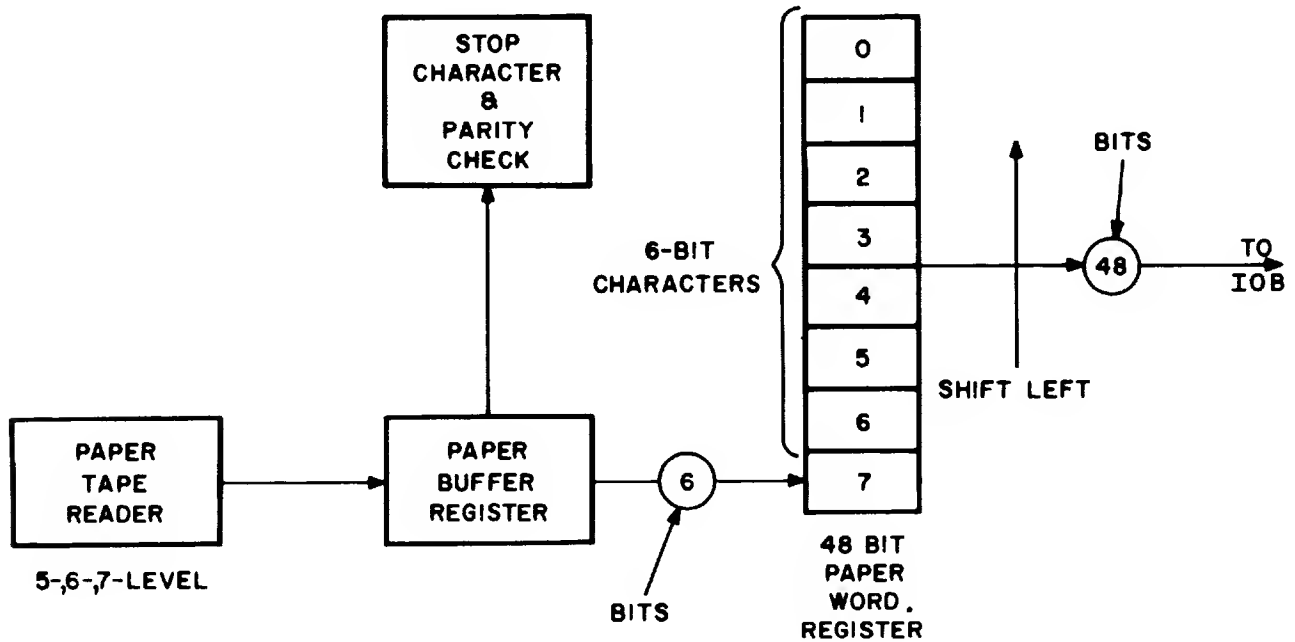 STOP
CHARACTER
&
PARITY
CHECK
0
1
2
3
4
5
6
7
6-BIT
CHARACTERS
BITS
48
TO
IOB
SHIFT LEFT
PAPER
TAPE
READER
PAPER
BUFFER
REGISTER
6
5-,6-,7-LEVEL
BITS
48 BIT
PAPER
WORD.
REGISTER